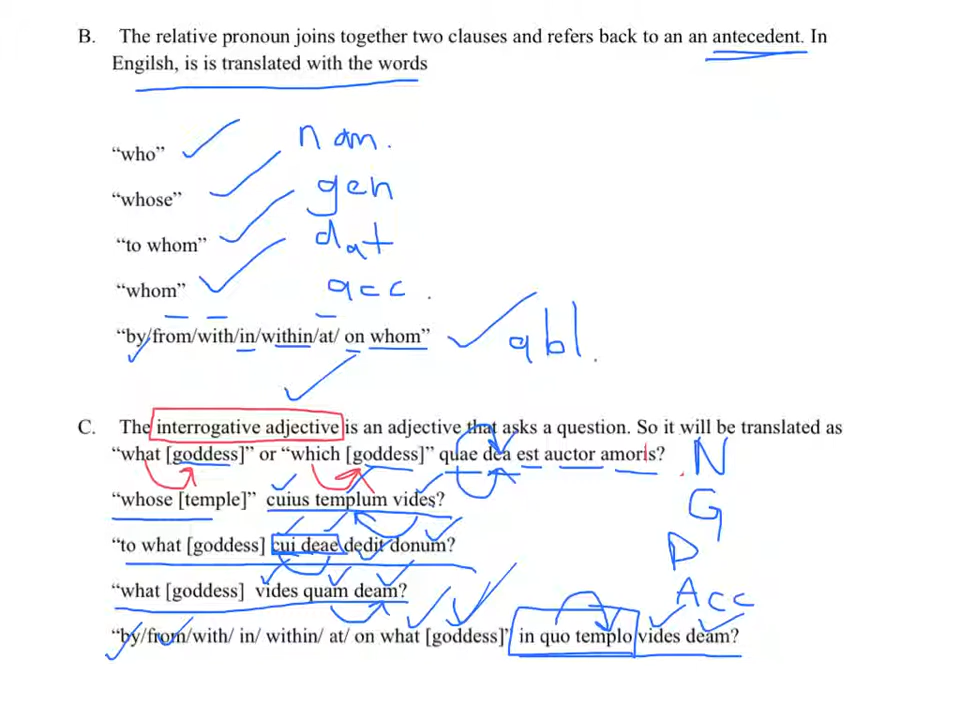 B. The relative pronoun joins together two clauses and refers back to an an antecedent. In
Engilsh, is is translated with the words
"who" nom.
"whose" gen
"to whom" dat
"whom" acc.
"by/from/with/in/within/at/ on whom" abl.
C. The interrogative adjective is an adjective that asks a question. So it will be translated as
"what [goddess]" or "which [goddess]" quae dea est auctor amoris? N
"whose [temple]" cuius templum vides? G
"to what [goddess] cui deae dedit donum? D
"what [goddess] vides quam deam? Acc
"by/from/with/ in/ within/ at/ on what [goddess]" in quo templo vides deam?